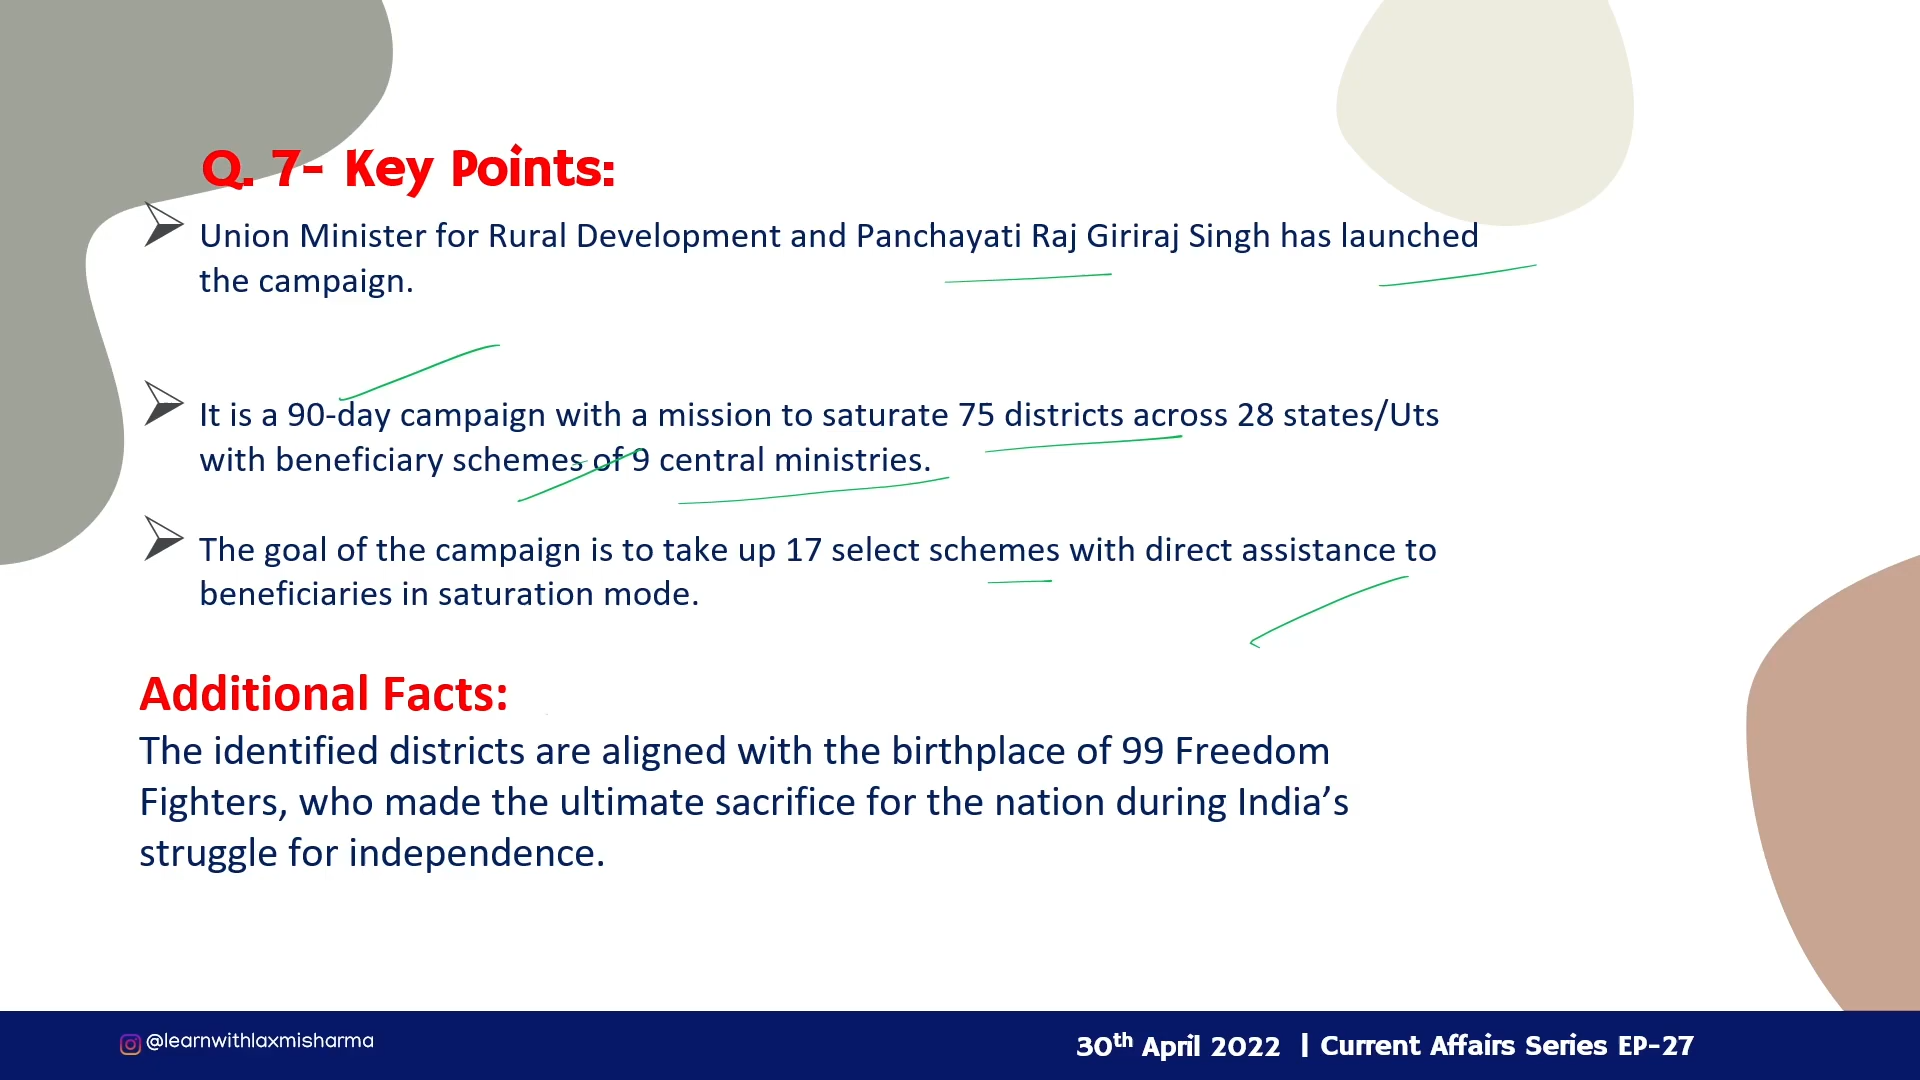 Q. 7- Key Points:
Union Minister for Rural Development and Panchayati Raj Giriraj Singh has launched
the campaign.
It is a 90-day campaign with a mission to saturate 75 districts across 28 states/Uts
with beneficiary schemes of 9 central ministries.
The goal of the campaign is to take up 17 select schemes with direct assistance to
beneficiaries in saturation mode.
Additional Facts:
The identified districts are aligned with the birthplace of 99 Freedom
Fighters, who made the ultimate sacrifice for the nation during India’s
struggle for independence.
@learnwithlaxmisharma
30th April 2022 | Current Affairs Series EP-27